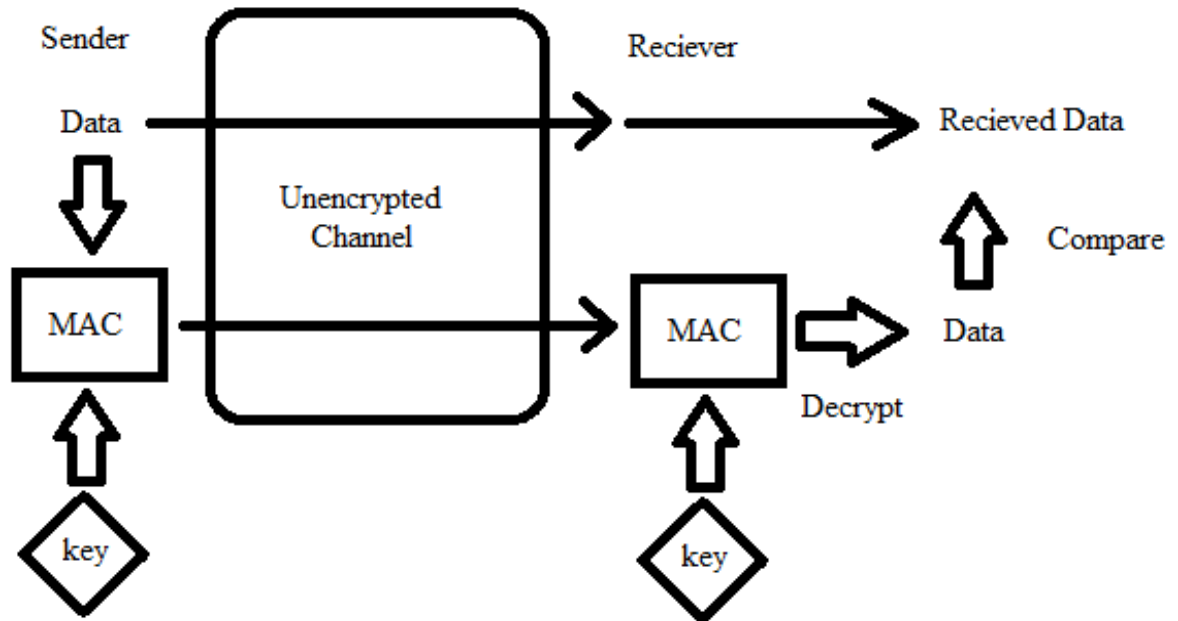 Sender
Reciever
Data
Recieved Data
Unencrypted
Channel
Compare
MAC
MAC
Data
Decrypt
key
key